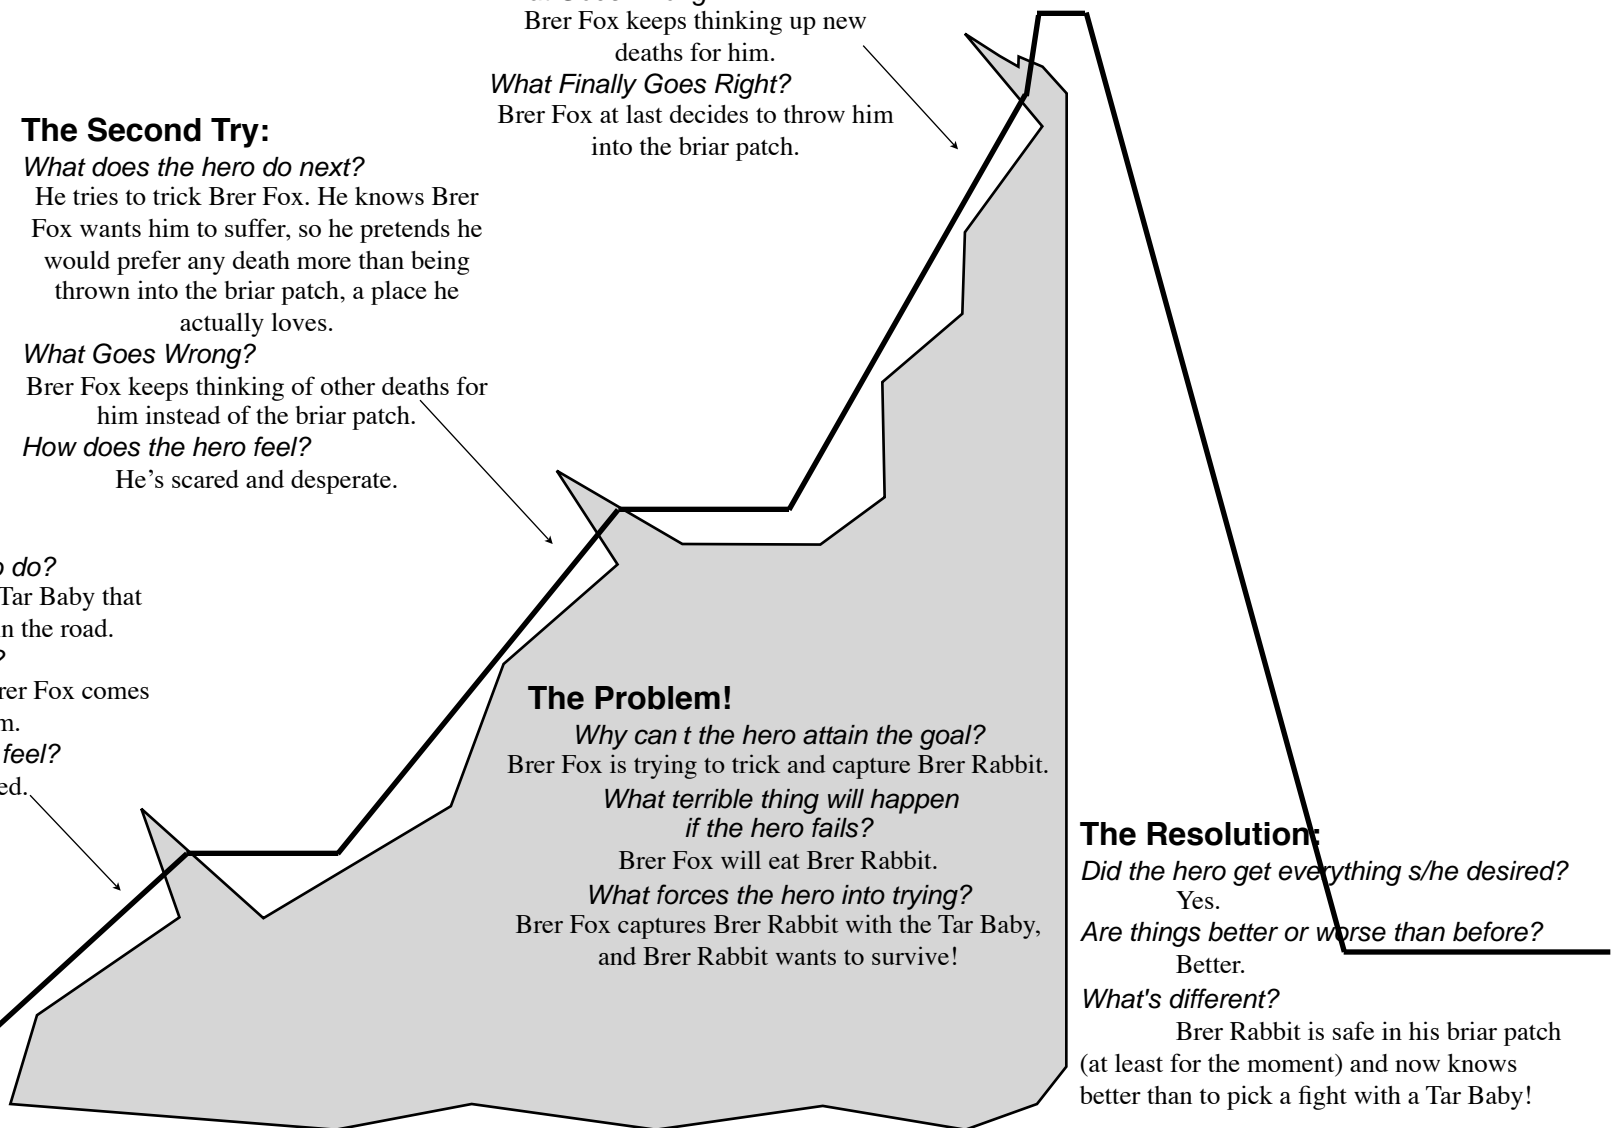 Brer Fox keeps thinking up new
deaths for him.
What Finally Goes Right?
Brer Fox at last decides to throw him
into the briar patch.
The Second Try:
What does the hero do next?
He tries to trick Brer Fox. He knows Brer
Fox wants him to suffer, so he pretends he
would prefer any death more than being
thrown into the briar patch, a place he
actually loves.
What Goes Wrong?
Brer Fox keeps thinking of other deaths for
him instead of the briar patch.
How does the hero feel?
He’s scared and desperate.
do?
Tar Baby that
in the road.
?
Fox comes
feel?
The Problem!
Why can t the hero attain the goal?
Brer Fox is trying to trick and capture Brer Rabbit.
What terrible thing will happen
if the hero fails?
Brer Fox will eat Brer Rabbit.
What forces the hero into trying?
Brer Fox captures Brer Rabbit with the Tar Baby,
and Brer Rabbit wants to survive!
The Resolution:
Did the hero get everything s/he desired?
Yes.
Are things better or worse than before?
Better.
What's different?
Brer Rabbit is safe in his briar patch
(at least for the moment) and now knows
better than to pick a fight with a Tar Baby!